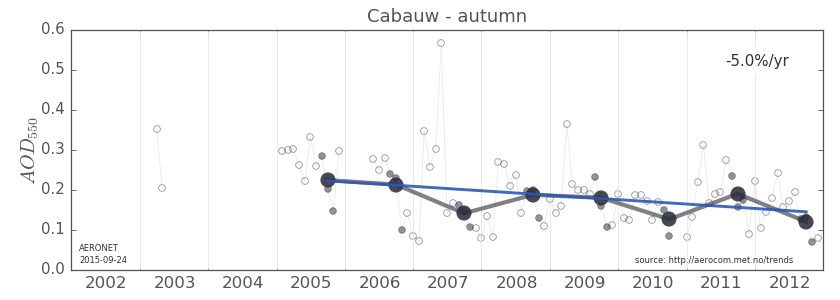 Cabauw - autumn
-5.0%/yr
0.6
0.5
0.4
0.3
0.2
0.1
0.0
AOD550
AERONET
2015-09-24
source: http://aerocom.met.no/trends
2002 2003 2004 2005 2006 2007 2008 2009 2010 2011 2012